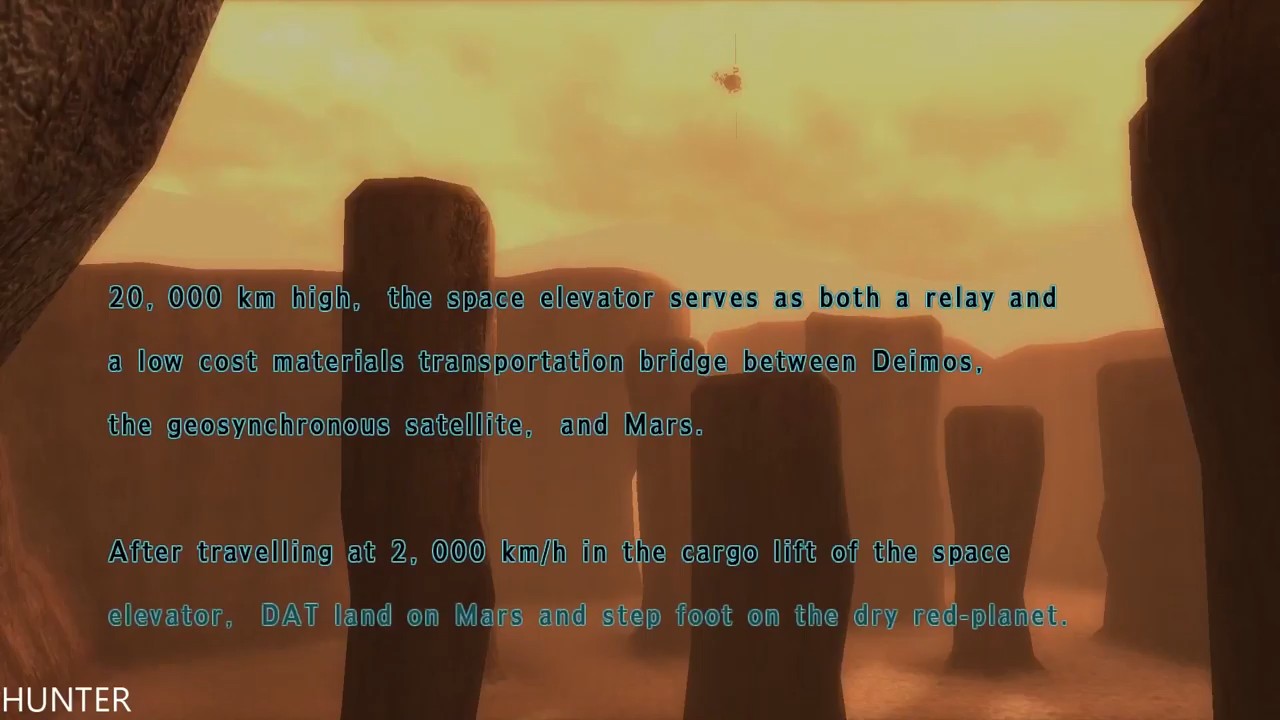 20, 000 km high, the space elevator serves as both a relay and
a low cost materials transportation bridge between Deimos,
the geosynchronous satellite, and Mars.
After travelling at 2, 000 km/h in the cargo lift of the space
elevator, DAT land on Mars and step foot on the dry red-planet.
HUNTER